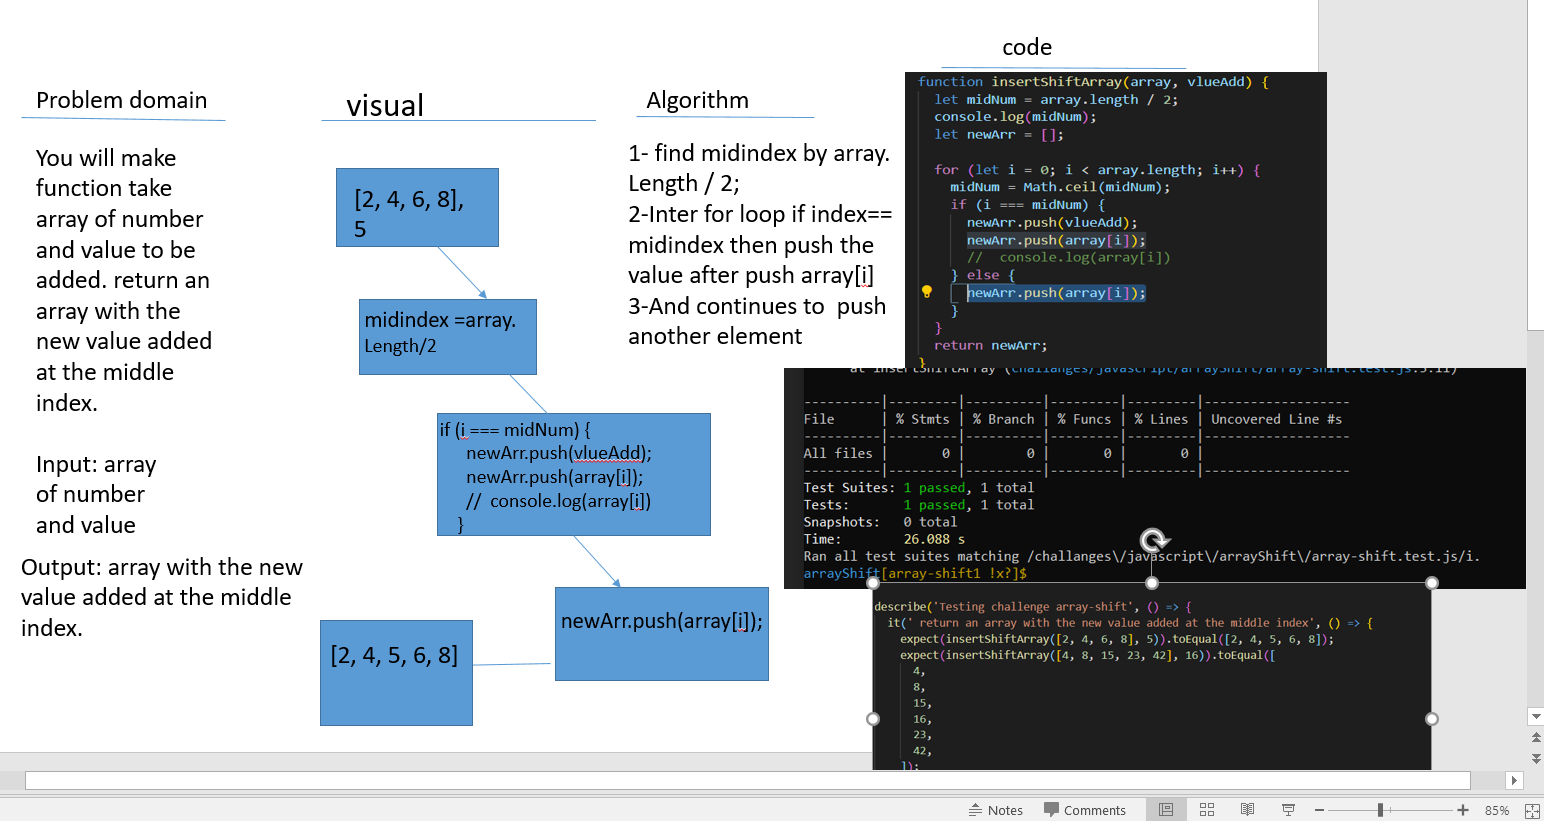 Problem domain
You will make
function take
array of number
and value to be
added. return an
array with the
new value added
at the middle
index.
Input: array
of number
and value
Output: array with the new
value added at the middle
index.
visual
[2, 4, 6, 8],
5
midindex =array.
Length/2
if (i === midNum) {
newArr.push(vlueAdd);
newArr.push(array[i]);
// console.log(array[i])
}
newArr.push(array[i]);
[2, 4, 5, 6, 8]
Algorithm
1- find midindex by array.
Length / 2;
2-Inter for loop if index==
midindex then push the
value after push array[i]
3-And continues to push
another element
code
function insertShiftArray(array, vlueAdd) {
let midNum = array.length / 2;
console.log(midNum);
let newArr = [];
for (let i = 0; i < array.length; i++) {
midNum = Math.ceil(midNum);
if (i === midNum) {
newArr.push(vlueAdd);
newArr.push(array[i]);
// console.log(array[i])
} else {
newArr.push(array[i]);
}
}
return newArr;
}
at insertShiftArray (challanges/javascript/arrayShift/array-shift.test.js:5:11)
----------|---------|----------|---------|---------|-------------------
File | % Stmts | % Branch | % Funcs | % Lines | Uncovered Line #s
----------|---------|----------|---------|---------|-------------------
All files | 0 | 0 | 0 | 0 |
----------|---------|----------|---------|---------|-------------------
Test Suites: 1 passed, 1 total
Tests: 1 passed, 1 total
Snapshots: 0 total
Time: 26.088 s
Ran all test suites matching /challanges\/javascript\/arrayShift\/array-shift.test.js/i.
arrayShift[array-shift1 !x?]$
describe('Testing challenge array-shift', () => {
it(' return an array with the new value added at the middle index', () => {
expect(insertShiftArray([2, 4, 6, 8], 5)).toEqual([2, 4, 5, 6, 8]);
expect(insertShiftArray([4, 8, 15, 23, 42], 16)).toEqual([
4,
8,
15,
16,
23,
42,
]);
Notes
Comments
85%